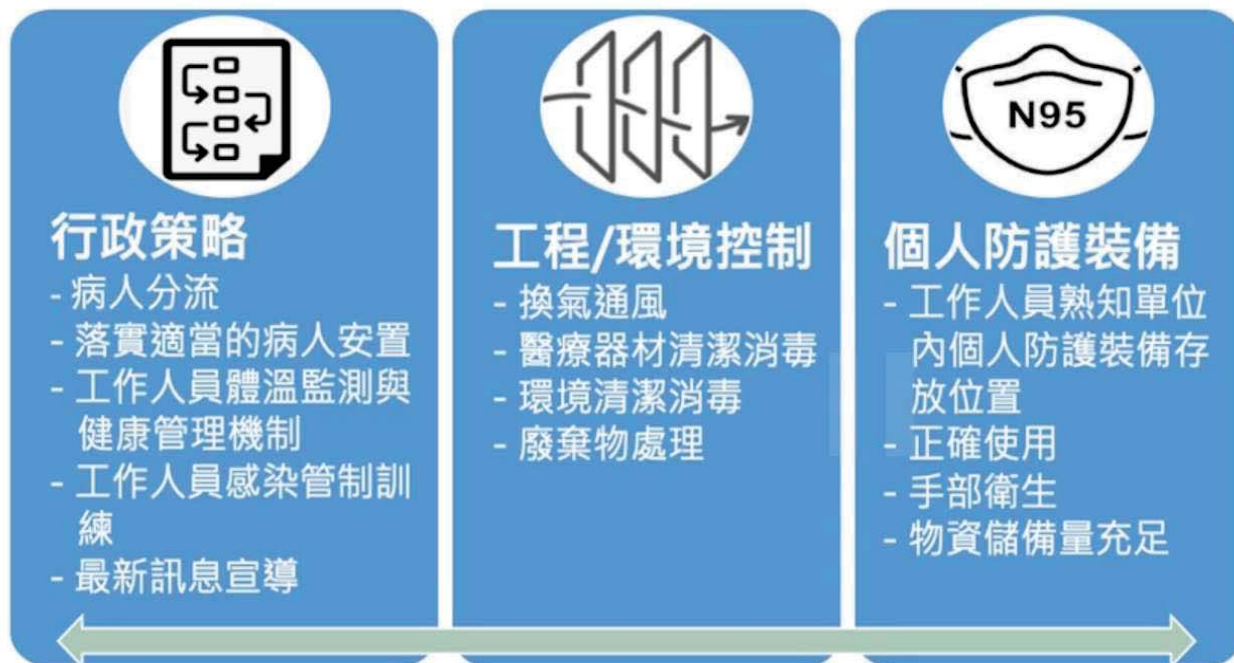 行政策略
- 病人分流
- 落實適當的病人安置
- 工作人員體溫監測與
健康管理機制
- 工作人員感染管制訓
練
- 最新訊息宣導
工程/環境控制
- 換氣通風
- 醫療器材清潔消毒
- 環境清潔消毒
- 廢棄物處理
N95
個人防護裝備
- 工作人員熟知單位
內個人防護裝備存
放位置
- 正確使用
- 手部衛生
- 物資儲備量充足